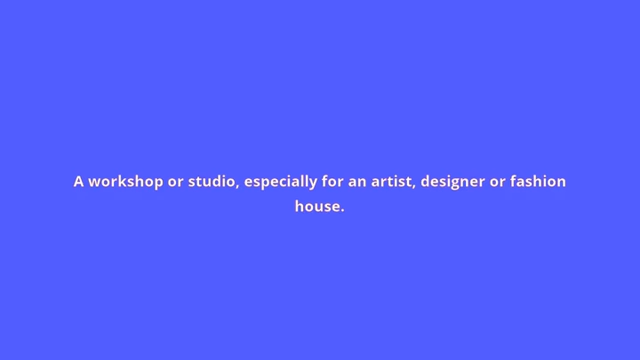 A workshop or studio, especially for an artist, designer or fashion
house.